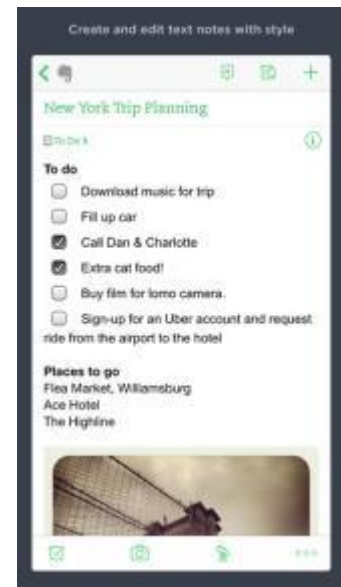 Create and edit text notes with style
New York Trip Planning
To Do's
To do
Download music for trip
Fill up car
Call Dan & Charlotte
Extra cat food!
Buy film for lomo camera.
Sign-up for an Uber account and request
ride from the airport to the hotel
Places to go
Flea Market, Williamsburg
Ace Hotel
The Highline